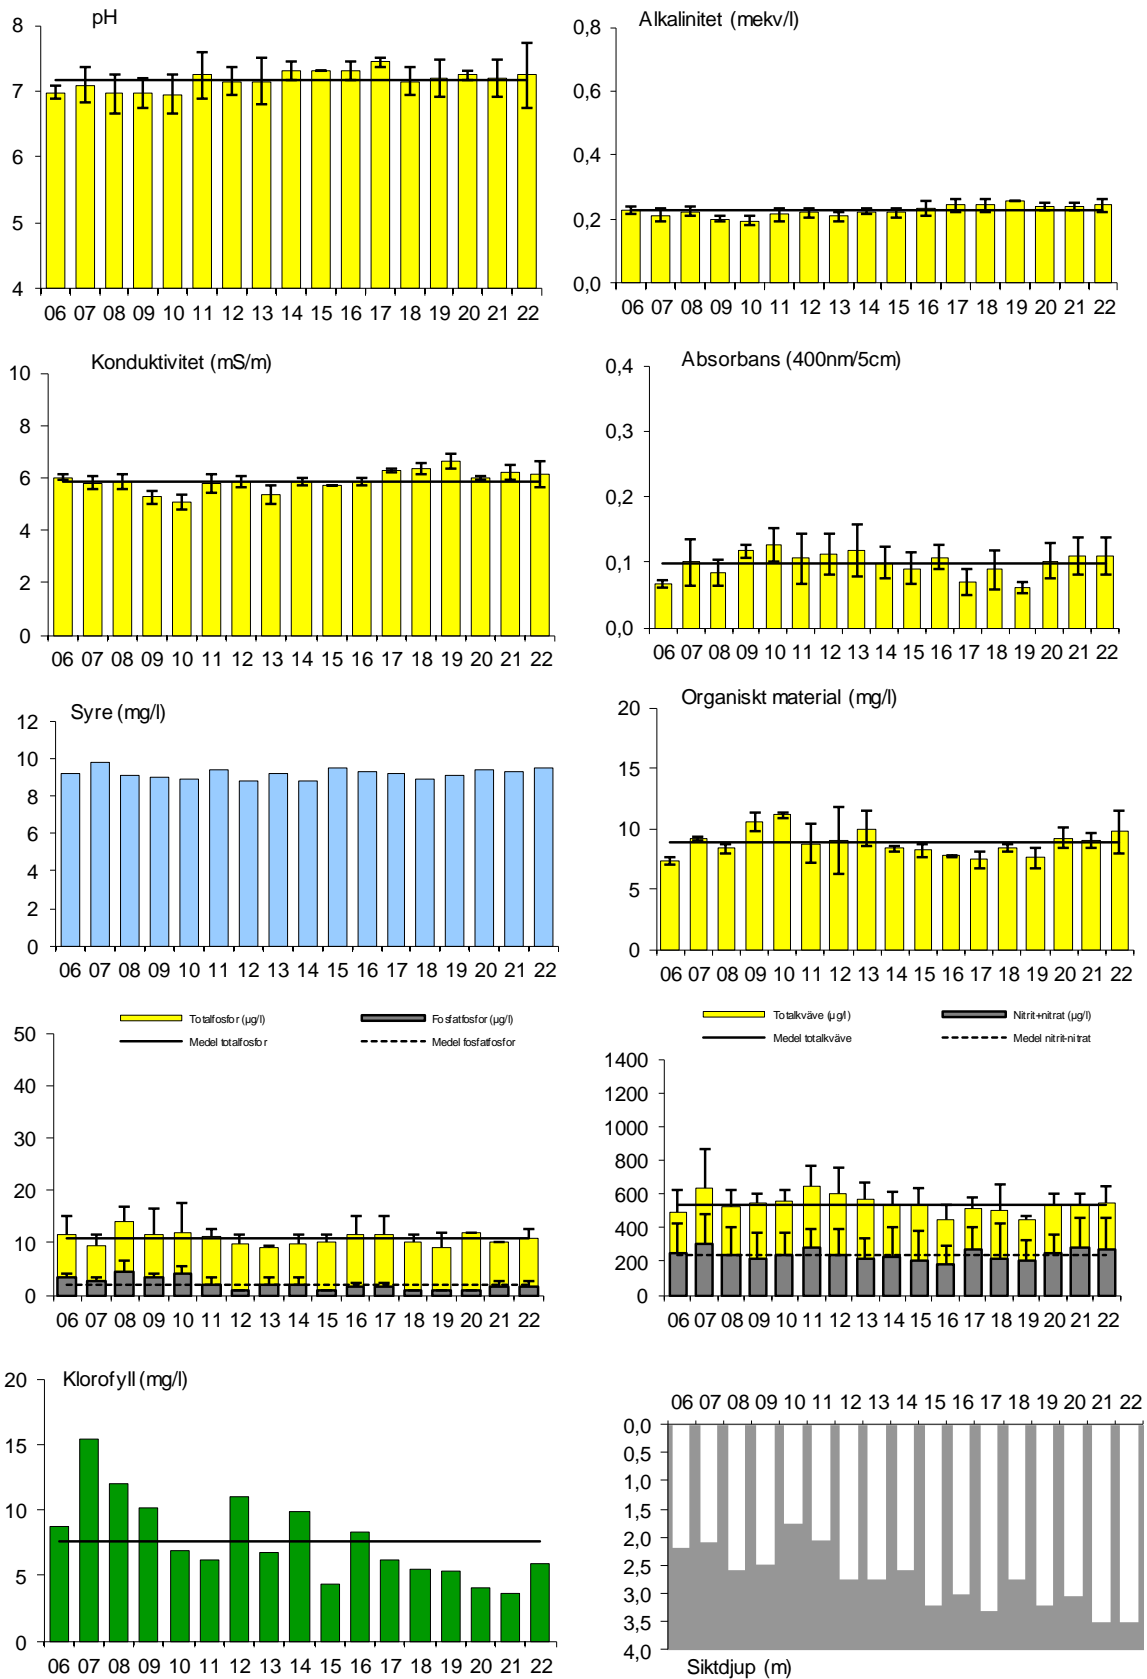 pH
8
7
6
5
4
06 07 08 09 10 11 12 13 14 15 16 17 18 19 20 21 22
Alkalinitet (mekv/l)
0,8
0,6
0,4
0,2
0,0
06 07 08 09 10 11 12 13 14 15 16 17 18 19 20 21 22
Konduktivitet (mS/m)
10
8
6
4
2
0
06 07 08 09 10 11 12 13 14 15 16 17 18 19 20 21 22
Absorbans (400nm/5cm)
0,4
0,3
0,2
0,1
0,0
06 07 08 09 10 11 12 13 14 15 16 17 18 19 20 21 22
Syre (mg/l)
12
10
8
6
4
2
0
06 07 08 09 10 11 12 13 14 15 16 17 18 19 20 21 22
Organiskt material (mg/l)
20
15
10
5
0
06 07 08 09 10 11 12 13 14 15 16 17 18 19 20 21 22
Totalfosfor (µg/l) Fosfatfosfor (µg/l)
Medel totalfosfor Medel fosfatfosfor
50
40
30
20
10
0
06 07 08 09 10 11 12 13 14 15 16 17 18 19 20 21 22
Totalkväve (µg/l) Nitrit+nitrat (µg/l)
Medel totalkväve Medel nitrit-nitrat
1400
1200
1000
800
600
400
200
0
06 07 08 09 10 11 12 13 14 15 16 17 18 19 20 21 22
Klorofyll (mg/l)
20
15
10
5
0
06 07 08 09 10 11 12 13 14 15 16 17 18 19 20 21 22
06 07 08 09 10 11 12 13 14 15 16 17 18 19 20 21 22
0,0
0,5
1,0
1,5
2,0
2,5
3,0
3,5
4,0
Siktdjup (m)